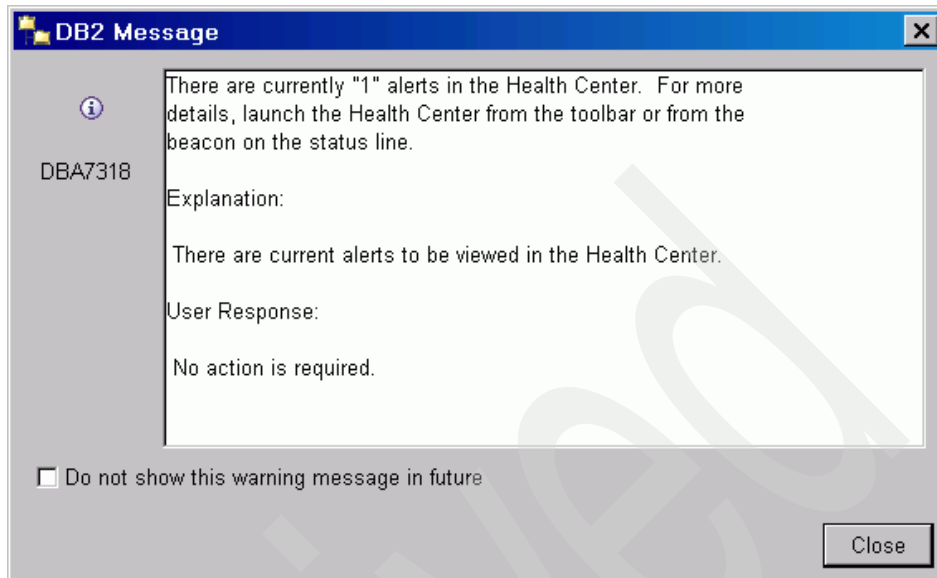 DB2 Message
There are currently "1" alerts in the Health Center. For more
details, launch the Health Center from the toolbar or from the
beacon on the status line.
DBA7318
Explanation:
There are current alerts to be viewed in the Health Center.
User Response:
No action is required.
Do not show this warning message in future
Close